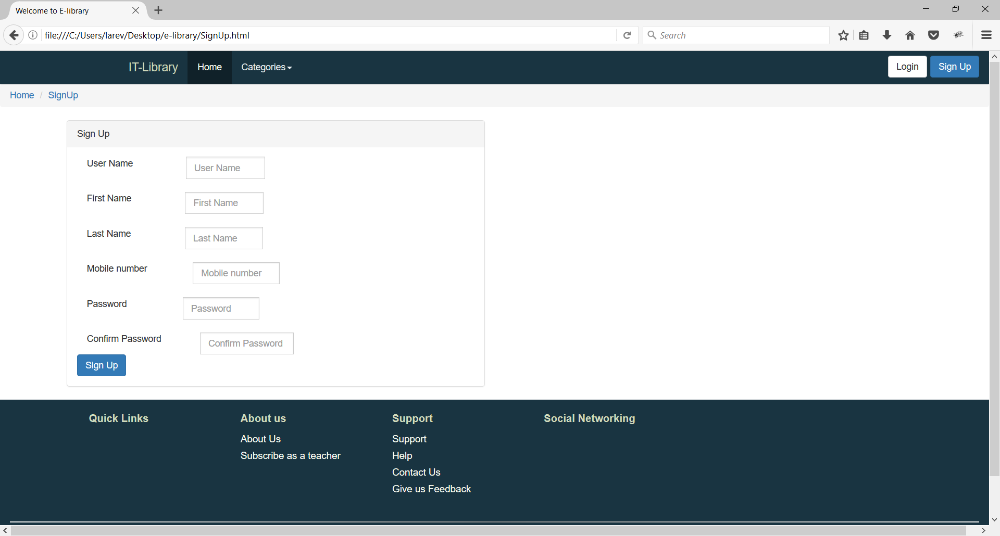 Welcome to E-library
file:///C:/Users/larev/Desktop/e-library/SignUp.html
Search
IT-Library Home Categories Login Sign Up
Home / SignUp
Sign Up
User Name User Name
First Name First Name
Last Name Last Name
Mobile number Mobile number
Password Password
Confirm Password Confirm Password
Sign Up
Quick Links About us Support Social Networking
About Us Support
Subscribe as a teacher Help
Contact Us
Give us Feedback